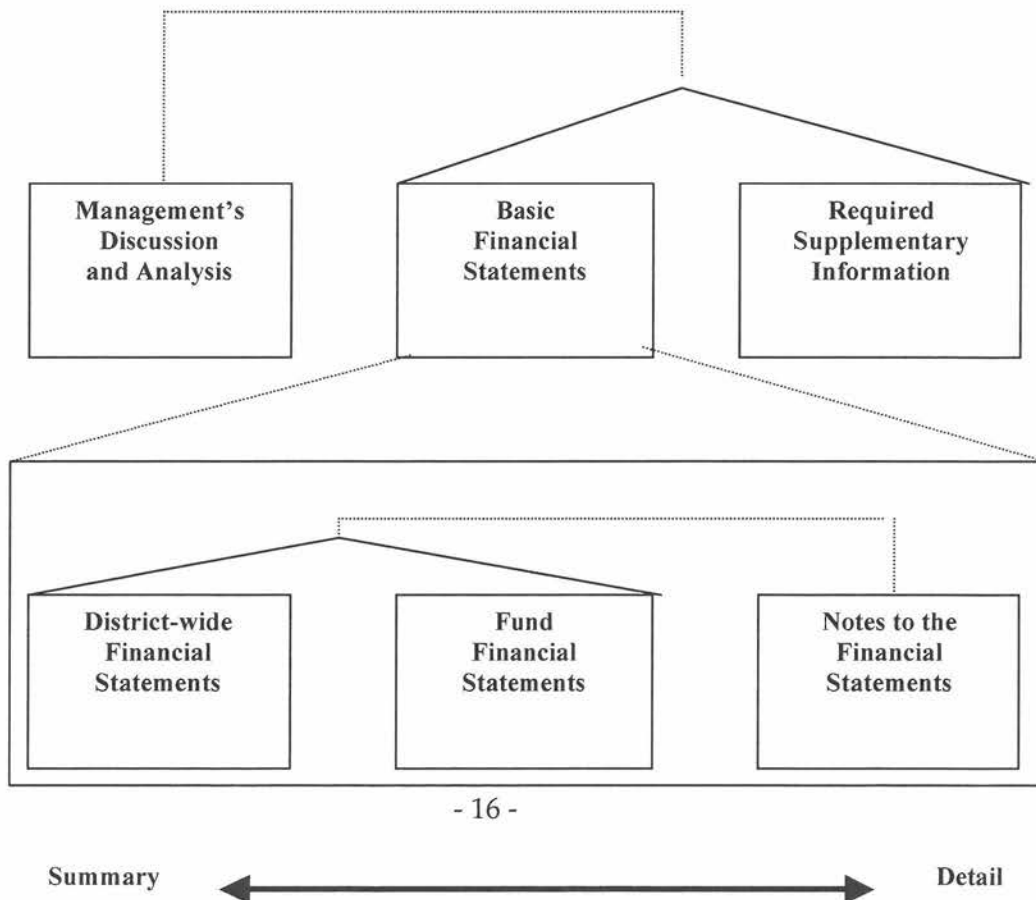 Management's
Discussion
and Analysis
Basic
Financial
Statements
Required
Supplementary
Information
District-wide
Financial
Statements
Fund
Financial
Statements
Notes to the
Financial
Statements
- 16 -
Summary
Detail